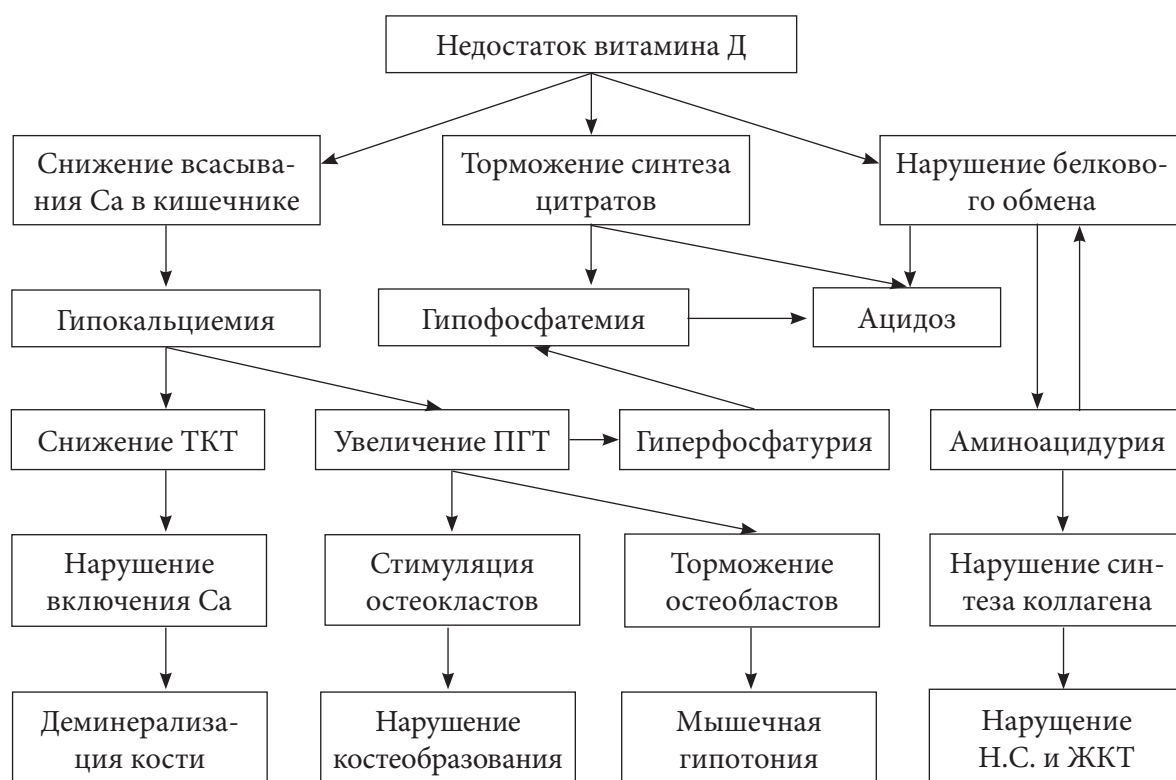 Недостаток витамина Д
Снижение всасыва-
ния Са в кишечнике
Торможение синтеза
цитратов
Нарушение белково-
го обмена
Гипокальциемия
Гипофосфатемия
Ацидоз
Снижение ТКТ
Увеличение ПГТ
Гиперфосфатурия
Аминоацидурия
Нарушение
включения Са
Стимуляция
остеокластов
Торможение
остеобластов
Нарушение син-
теза коллагена
Деминерализа-
ция кости
Нарушение
костеобразования
Мышечная
гипотония
Нарущение
Н.С. и ЖКТ